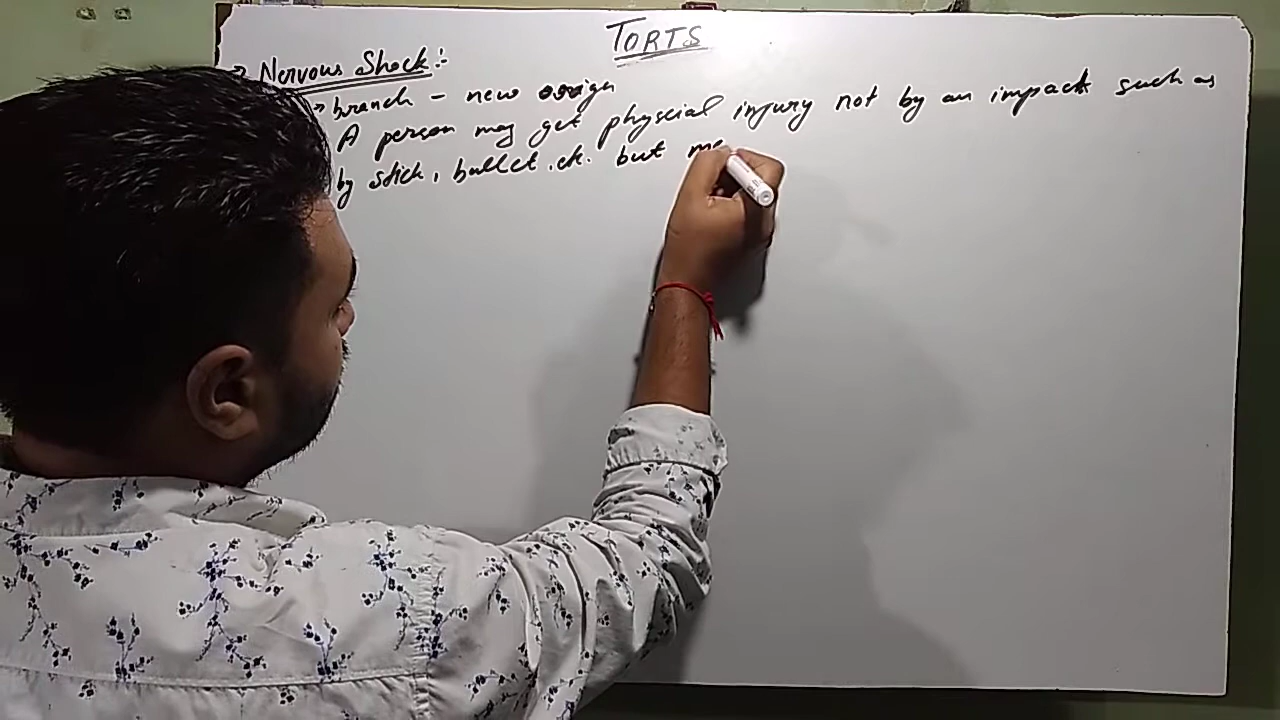 TORTS
→ Nervous Shock :-
→ branch - new origin
A person may get physcial injury not by an impact such as
by stick, bullet, etc. but me